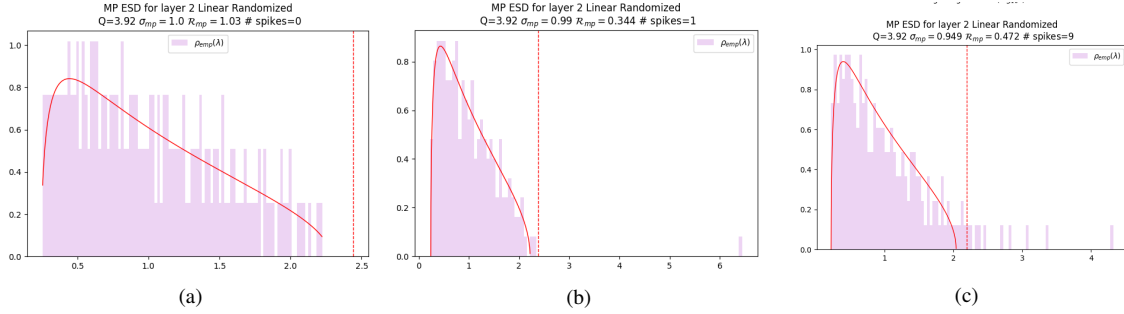 MP ESD for layer 2 Linear Randomized
Q=3.92 σmp = 1.0 Rmp = 1.03 # spikes=0
ρemp(λ)
1.0
0.8
0.6
0.4
0.2
0.0
0.5
1.0
1.5
2.0
2.5
(a)
MP ESD for layer 2 Linear Randomized
Q=3.92 σmp = 0.99 Rmp = 0.344 # spikes=1
ρemp(λ)
0.8
0.6
0.4
0.2
0.0
0
1
2
3
4
5
6
(b)
MP ESD for layer 2 Linear Randomized
Q=3.92 σmp = 0.949 Rmp = 0.472 # spikes=9
ρemp(λ)
1.0
0.8
0.6
0.4
0.2
0.0
1
2
3
4
(c)